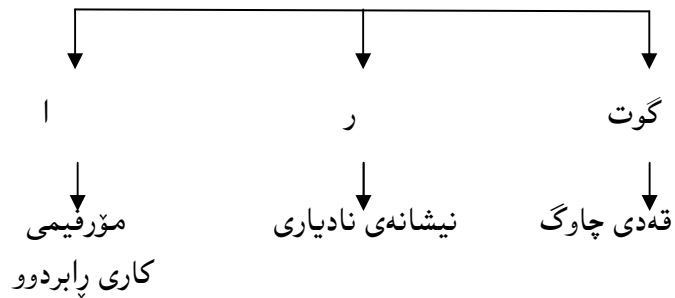 گوت ر ا
قەدی چاوگ نیشانەی نادیاری مۆرفیمی
کاری ڕابردوو